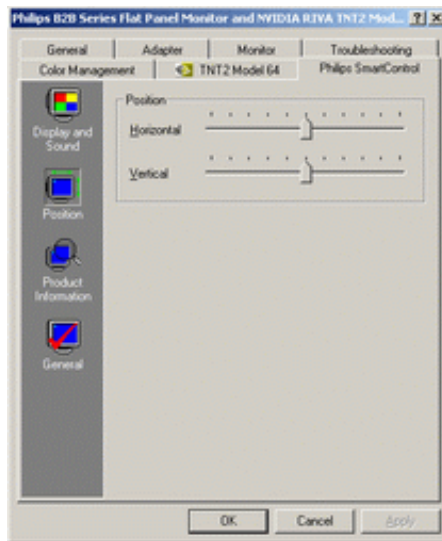 Philips B2B Series Flat Panel Monitor and NVIDIA RIVA TNT2 Mod... ? X
General Adapter Monitor Troubleshooting
Color Management TNT2 Model 64 Philips SmartControl
Display and
Sound
Position
Product
Information
General
Position
Horizontal
Vertical
OK Cancel Apply